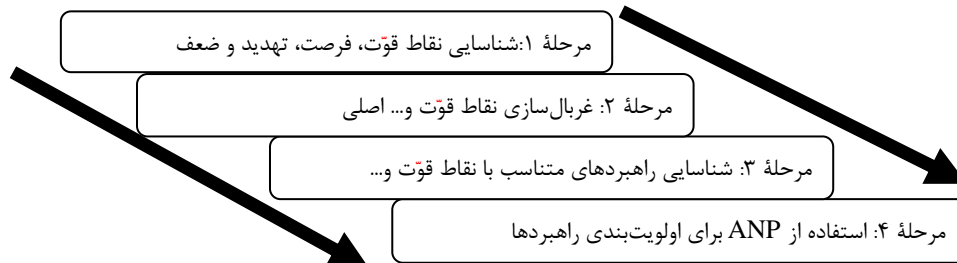 مرحلهٔ ۱:شناسایی نقاط قوّت، فرصت، تهدید و ضعف
مرحلهٔ ۲: غربال‌سازی نقاط قوّت و... اصلی
مرحلهٔ ۳: شناسایی راهبردهای متناسب با نقاط قوّت و...
مرحلهٔ ۴: استفاده از ANP برای اولویت‌بندی راهبردها